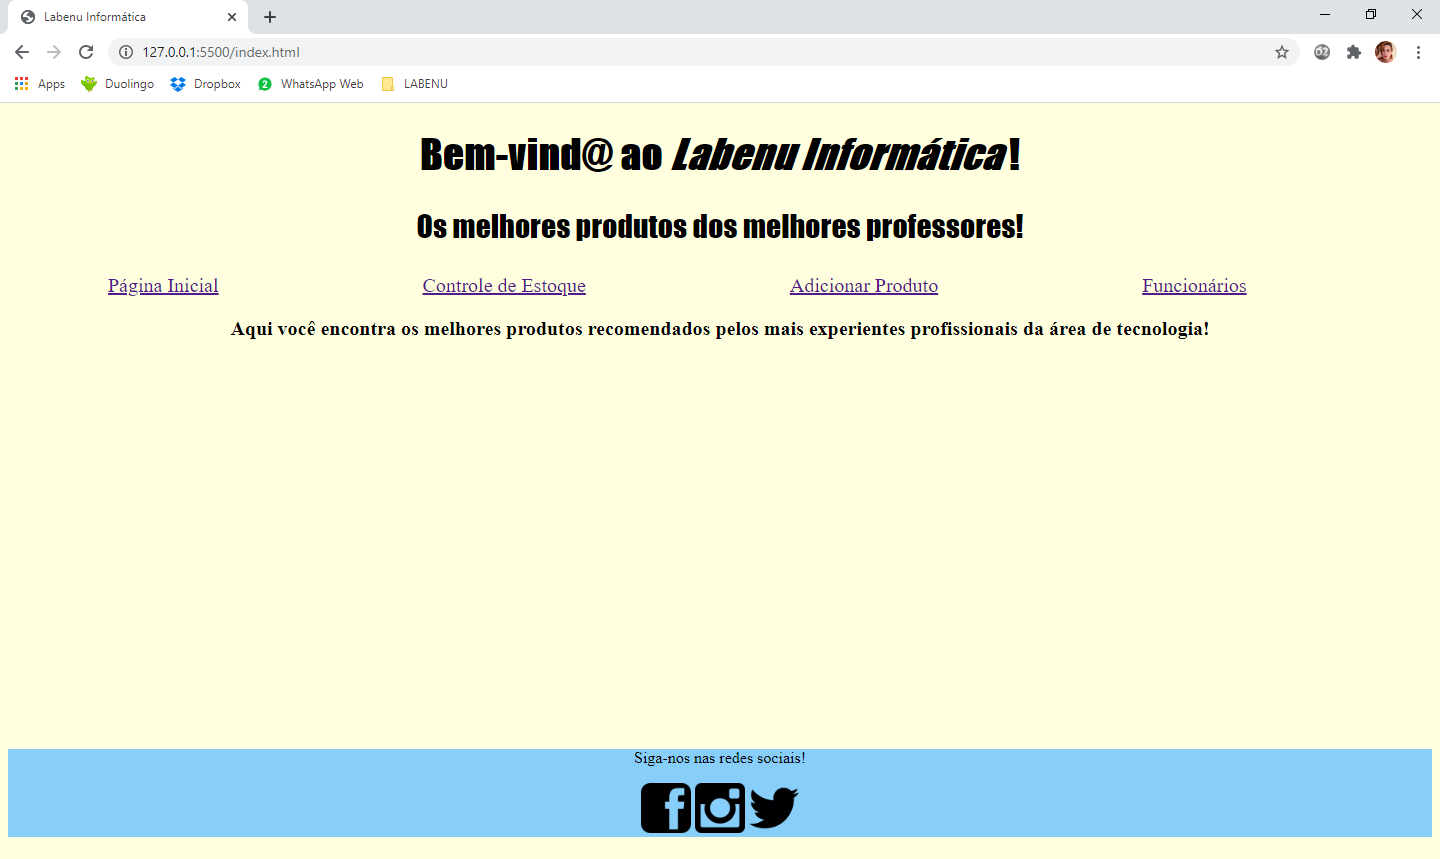 Labenu Informática
127.0.0.1:5500/index.html
Apps Duolingo Dropbox WhatsApp Web LABENU
Bem-vind@ ao Labenu Informática!
Os melhores produtos dos melhores professores!
Página Inicial Controle de Estoque Adicionar Produto Funcionários
Aqui você encontra os melhores produtos recomendados pelos mais experientes profissionais da área de tecnologia!
Siga-nos nas redes sociais!